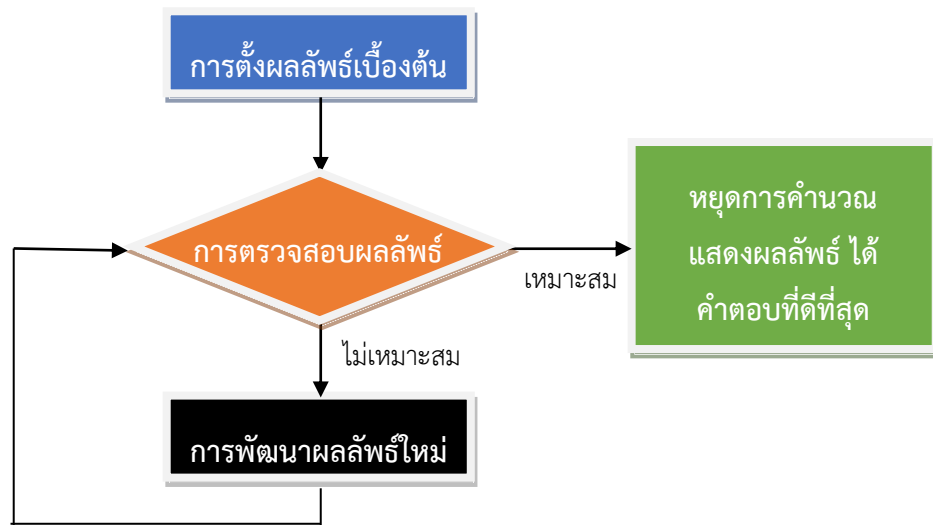 การตั้งผลลัพธ์เบื้องต้น
การตรวจสอบผลลัพธ์
เหมาะสม
หยุดการคำนวณ
แสดงผลลัพธ์ ได้
คำตอบที่ดีที่สุด
ไม่เหมาะสม
การพัฒนาผลลัพธ์ใหม่